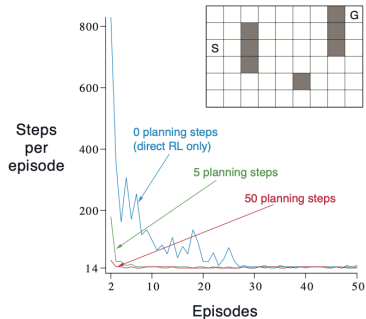 G
S
800
600
400
200
14
Steps
per
episode
0 planning steps
(direct RL only)
5 planning steps
50 planning steps
2
10
20
30
40
50
Episodes